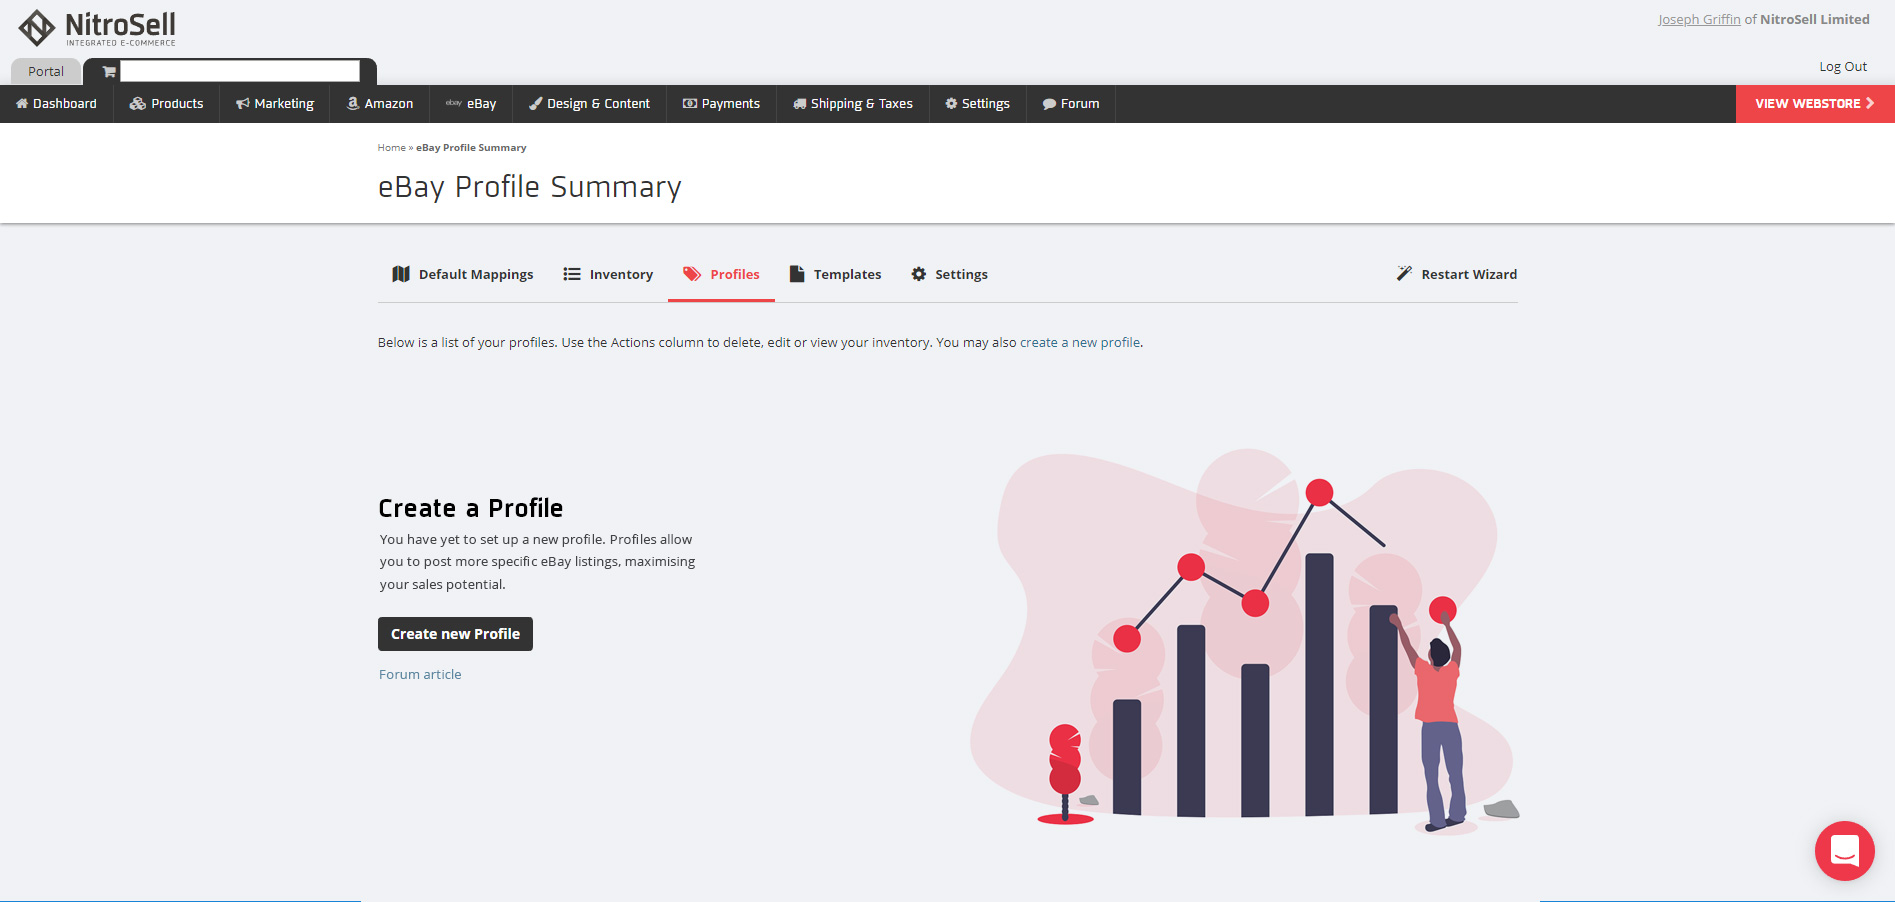 NitroSell
INTEGRATED E-COMMERCE
Joseph Griffin of NitroSell Limited
Portal
Log Out
Dashboard
Products
Marketing
Amazon
ebay eBay
Design & Content
Payments
Shipping & Taxes
Settings
Forum
VIEW WEBSTORE
Home » eBay Profile Summary
eBay Profile Summary
Default Mappings
Inventory
Profiles
Templates
Settings
Restart Wizard
Below is a list of your profiles. Use the Actions column to delete, edit or view your inventory. You may also create a new profile.
Create a Profile
You have yet to set up a new profile. Profiles allow
you to post more specific eBay listings, maximising
your sales potential.
Create new Profile
Forum article